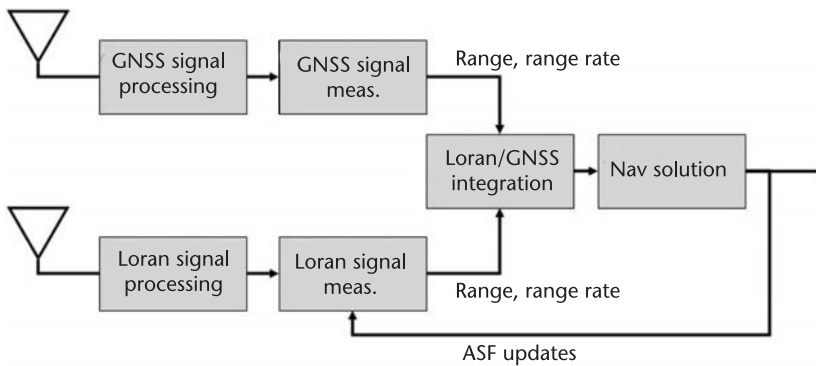 GNSS signal
processing
GNSS signal
meas.
Range, range rate
Loran/GNSS
integration
Nav solution
Loran signal
processing
Loran signal
meas.
Range, range rate
ASF updates